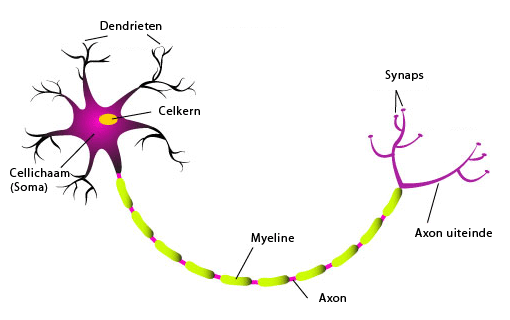 Dendrieten
Synaps
Celkern
Cellichaam
(Soma)
Axon uiteinde
Myeline
Axon